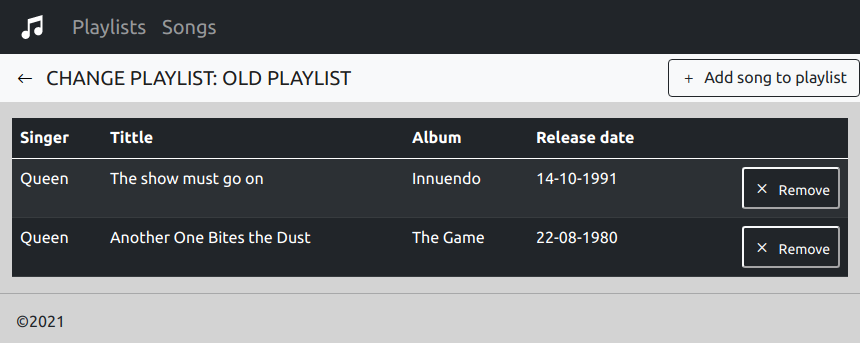 Playlists Songs
← CHANGE PLAYLIST: OLD PLAYLIST + Add song to playlist
Singer Tittle Album Release date
Queen The show must go on Innuendo 14-10-1991 × Remove
Queen Another One Bites the Dust The Game 22-08-1980 × Remove
©2021